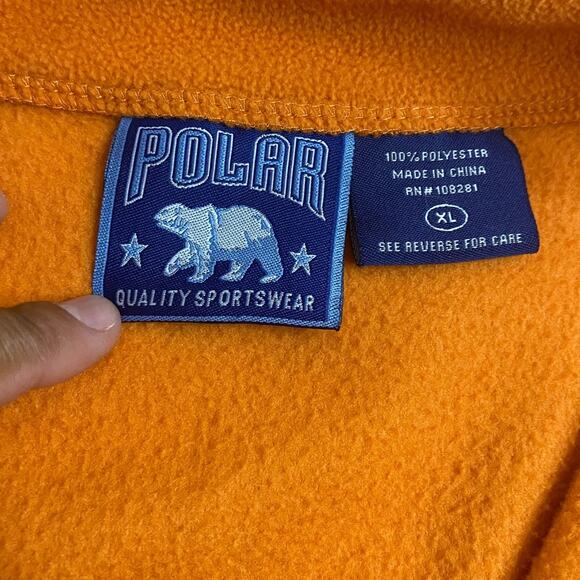 POLAR
QUALITY SPORTSWEAR
100% POLYESTER
MADE IN CHINA
RN#108281
XL
SEE REVERSE FOR CARE